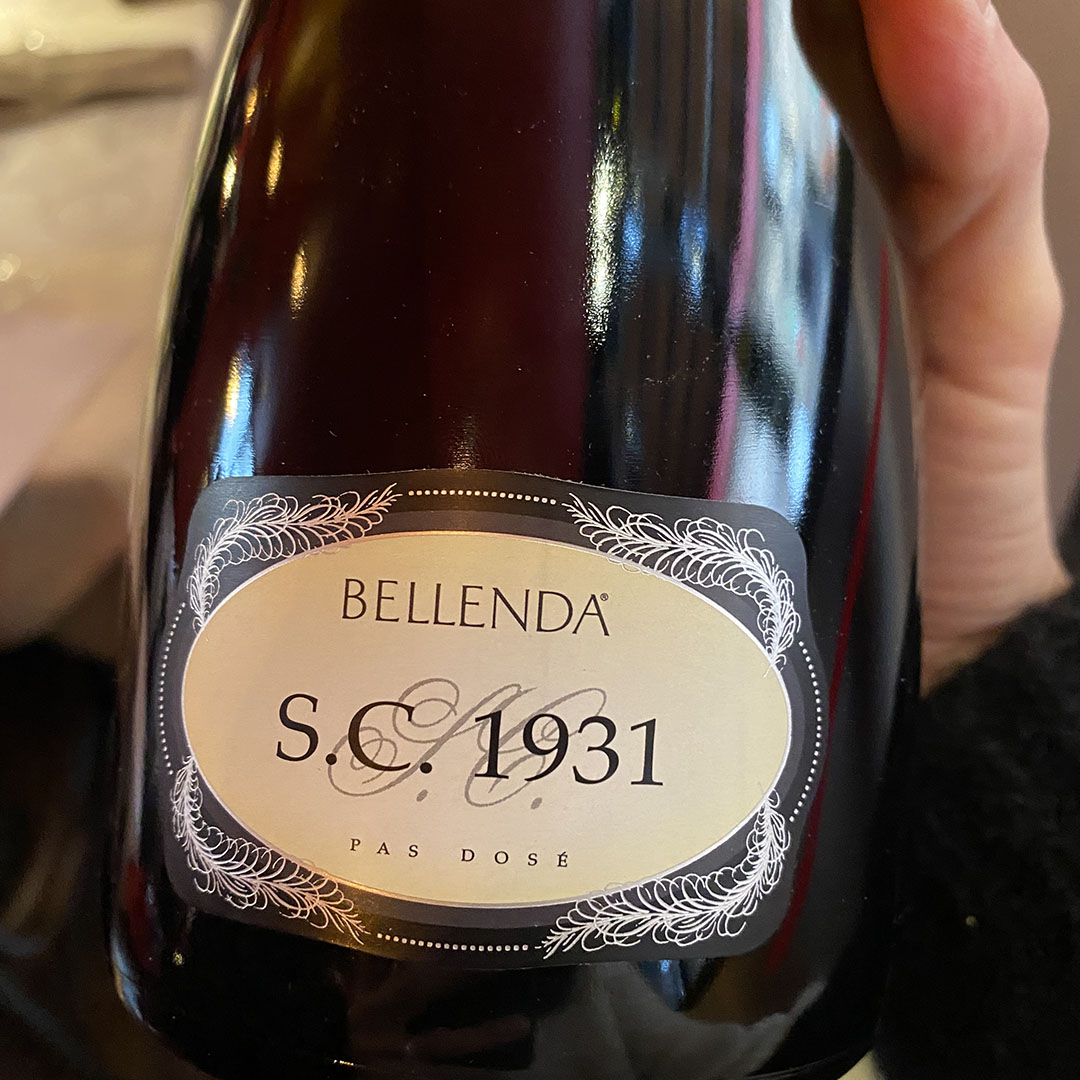 BELLENDA®
S.C. 1931
S.C.
PAS DOSÉ